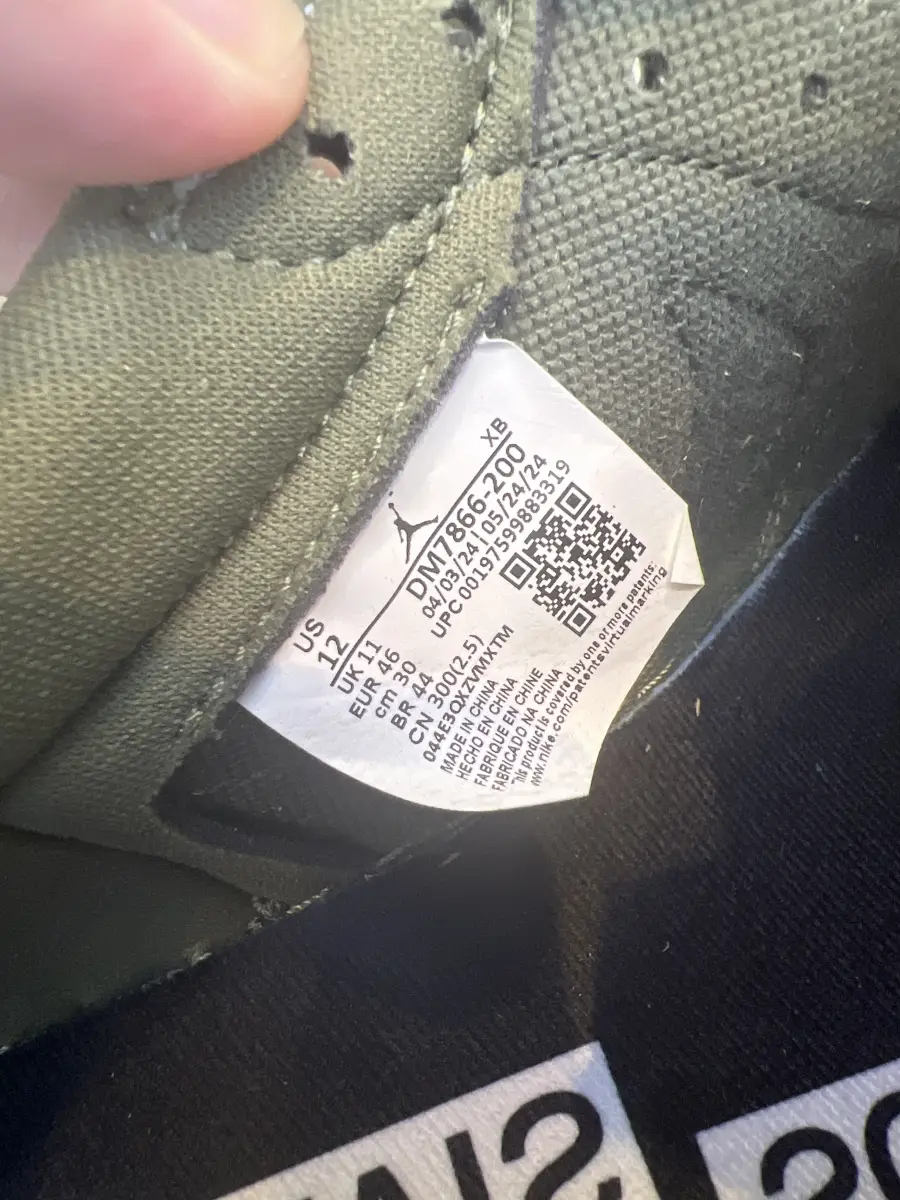 XB
US
12
DM7866-200
UK 11
04/03/24 | 05/24/24
EUR 46
UPC 00197599883319
cm 30
BR 44
CN 300(2.5)
044E3QXZVMXTM
MADE IN CHINA
HECHO EN CHINA
FABRIQUE EN CHINE
FABRICADO NA CHINA
This product is covered by one or more patents:
www.nike.com/patentsvirtualmarking